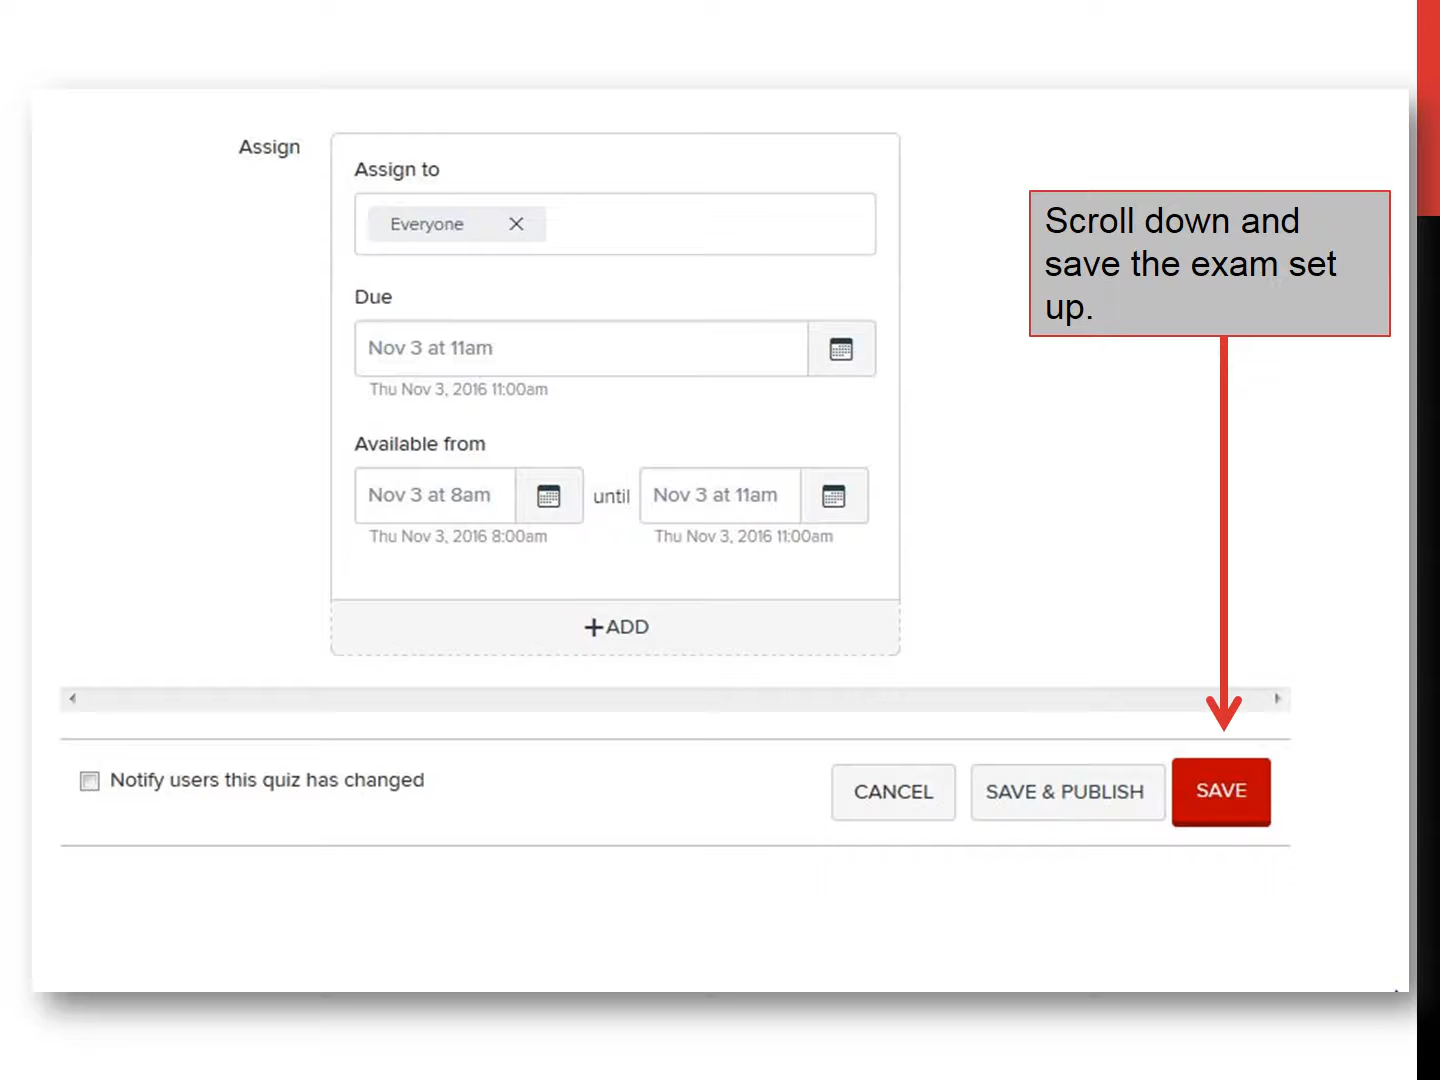 Assign
Assign to
Everyone
Scroll down and
save the exam set
up.
Due
Nov 3 at 11am
Thu Nov 3, 2016 11:00am
Available from
Nov 3 at 8am until Nov 3 at 11am
Thu Nov 3, 2016 8:00am Thu Nov 3, 2016 11:00am
+ADD
Notify users this quiz has changed
CANCEL SAVE & PUBLISH SAVE